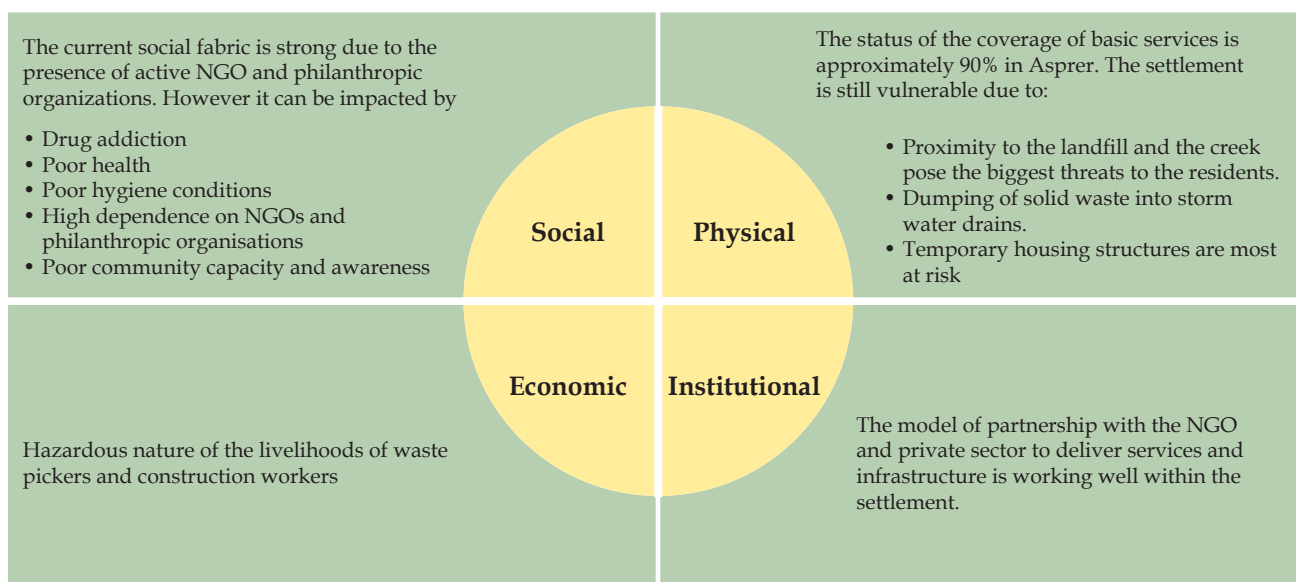 The current social fabric is strong due to the
presence of active NGO and philanthropic
organizations. However it can be impacted by
• Drug addiction
• Poor health
• Poor hygiene conditions
• High dependence on NGOs and
philanthropic organisations
• Poor community capacity and awareness
Social
The status of the coverage of basic services is
approximately 90% in Asprer. The settlement
is still vulnerable due to:
• Proximity to the landfill and the creek
pose the biggest threats to the residents.
• Dumping of solid waste into storm
water drains.
• Temporary housing structures are most
at risk
Physical
Economic
Hazardous nature of the livelihoods of waste
pickers and construction workers
Institutional
The model of partnership with the NGO
and private sector to deliver services and
infrastructure is working well within the
settlement.